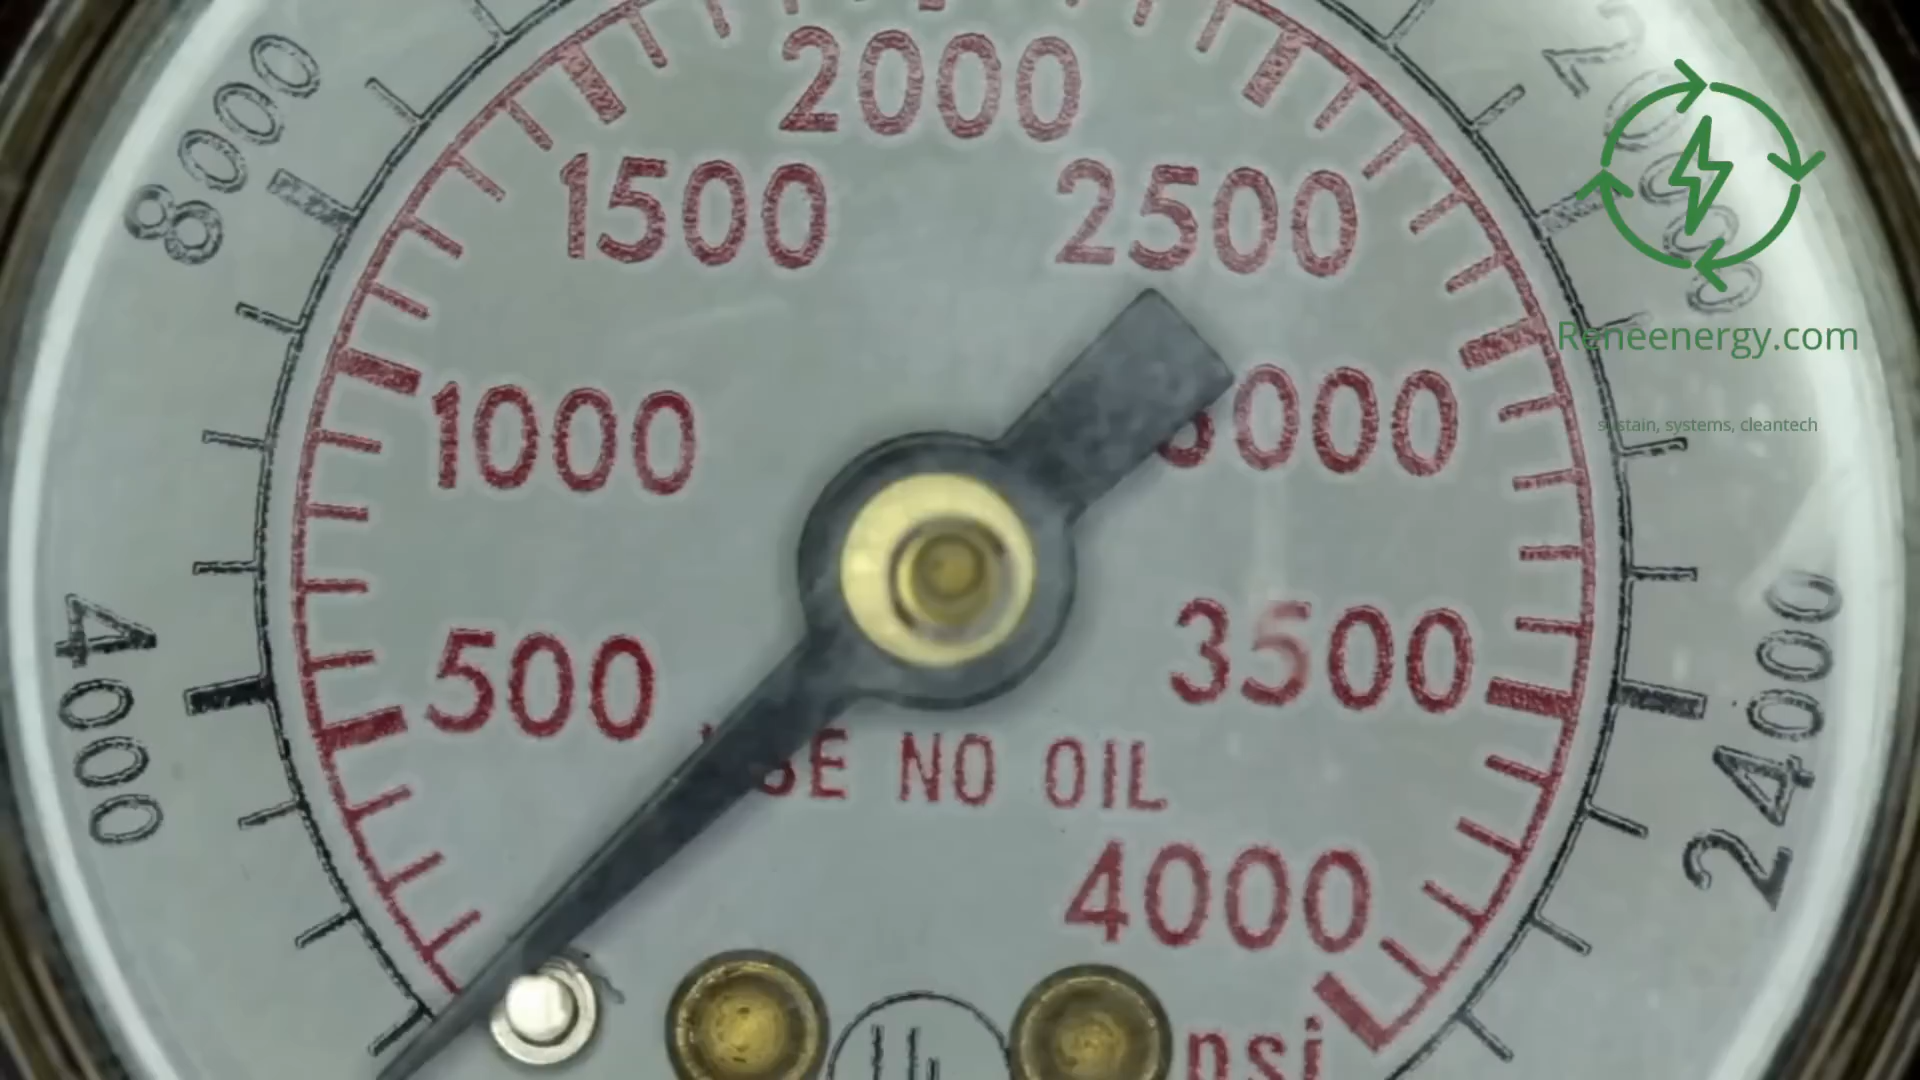 2000
1500
2500
1000
000
500
3500
SE NO OIL
4000
psi
8000
4000
24000
Reneenergy.com
sustain, systems, cleantech